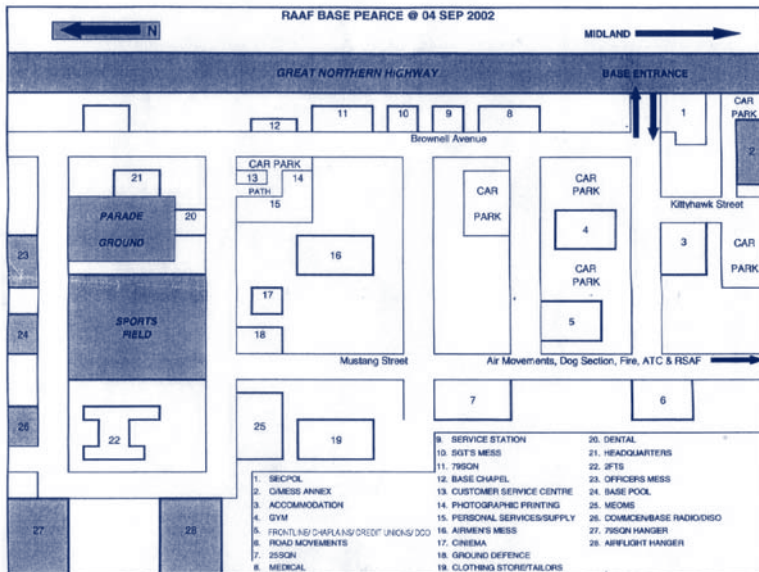 RAAF BASE PEARCE @ 04 SEP 2002
N
MIDLAND
GREAT NORTHERN HIGHWAY
BASE ENTRANCE
12
11
10
9
8
1
CAR
PARK
2
Brownell Avenue
21
CAR PARK
13
14
PATH
15
PARADE
GROUND
20
CAR
PARK
CAR
PARK
4
Kittyhawk Street
23
16
3
CAR
PARK
CAR
PARK
17
24
SPORTS
FIELD
18
5
Mustang Street
Air Movements, Dog Section, Fire, ATC & RSAF
26
22
25
19
7
6
27
28
1. SECPOL
2. O/MESS ANNEX
3. ACCOMMODATION
4. GYM
5. FRONTLINE/ CHAPLAINS/ CREDIT UNIONS/ DCO
6. ROAD MOVEMENTS
7. 25SQN
8. MEDICAL
9. SERVICE STATION
10. SGT'S MESS
11. 79SQN
12. BASE CHAPEL
13. CUSTOMER SERVICE CENTRE
14. PHOTOGRAPHIC PRINTING
15. PERSONAL SERVICES/SUPPLY
16. AIRMEN'S MESS
17. CINEMA
18. GROUND DEFENCE
19. CLOTHING STORE/TAILORS
20. DENTAL
21. HEADQUARTERS
22. 2FTS
23. OFFICERS MESS
24. BASE POOL
25. MEOMS
26. COMMCEN/BASE RADIO/DISO
27. 79SQN HANGER
28. AIRFLIGHT HANGER